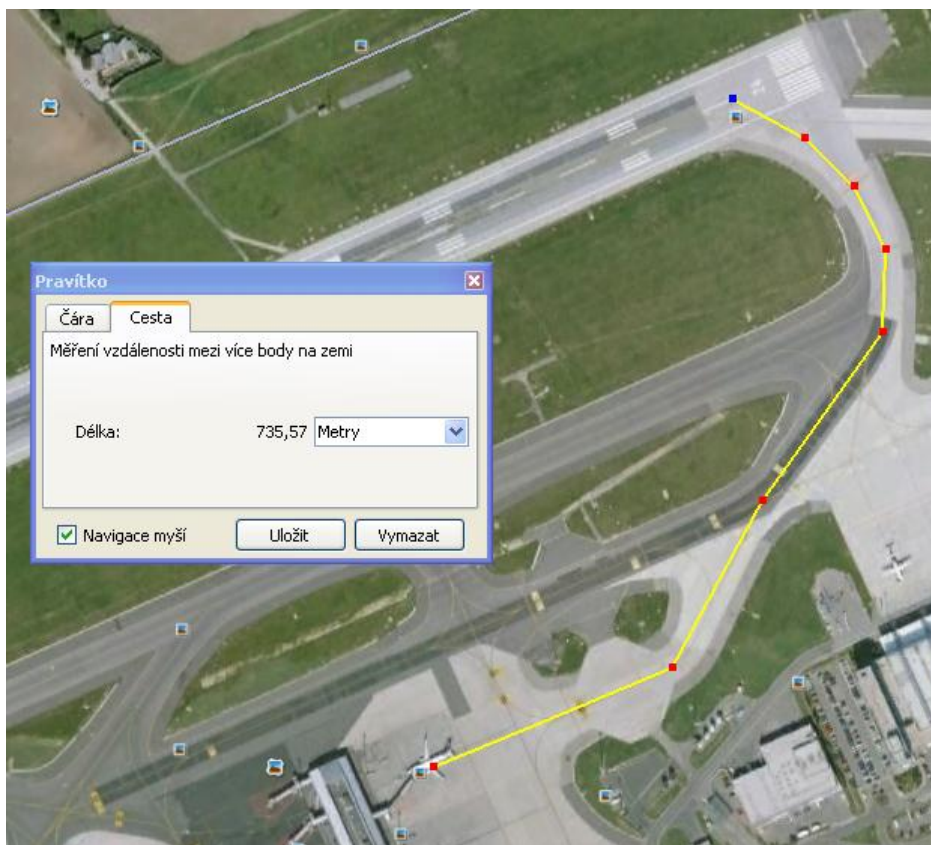 Pravítko
Čára Cesta
Měření vzdálenosti mezi více body na zemi
Délka: 735,57 Metry
Navigace myší Uložit Vymazat